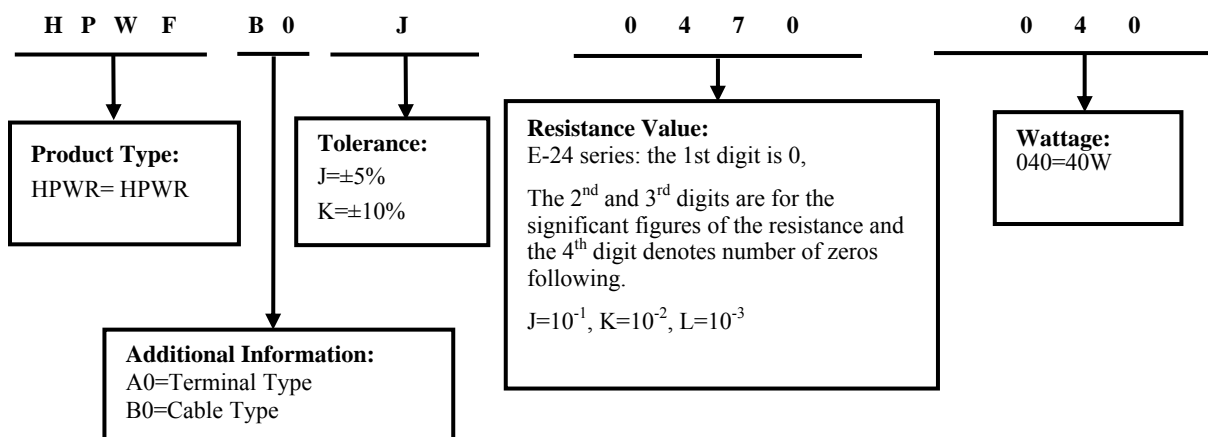 H P W F B 0 J 0 4 7 0 0 4 0
Product Type:
HPWR= HPWR
Tolerance:
J=±5%
K=±10%
Resistance Value:
E-24 series: the 1st digit is 0,
The 2nd and 3rd digits are for the
significant figures of the resistance and
the 4th digit denotes number of zeros
following.
J=10-1, K=10-2, L=10-3
Wattage:
040=40W
Additional Information:
A0=Terminal Type
B0=Cable Type